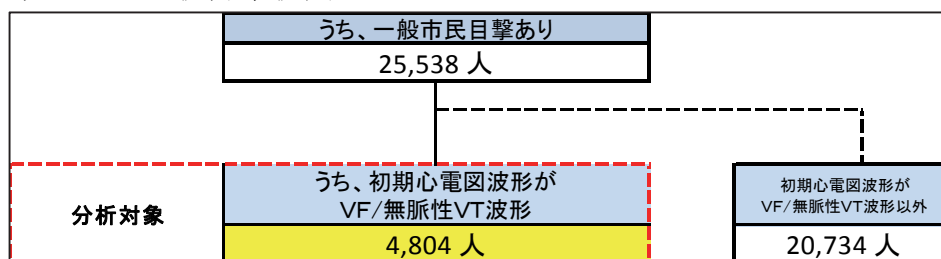 うち、一般市民目撃あり
25,538 人
分析対象
うち、初期心電図波形が
VF/無脈性VT波形
4,804 人
初期心電図波形が
VF/無脈性VT波形以外
20,734 人